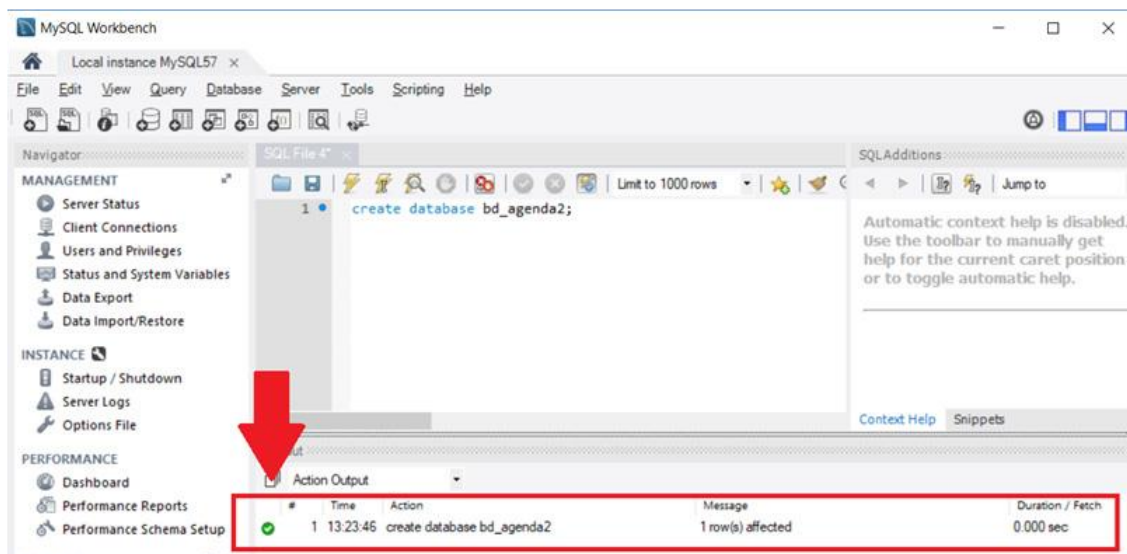 MySQL Workbench
Local instance MySQL57
File Edit View Query Database Server Tools Scripting Help
Navigator
MANAGEMENT
Server Status
Client Connections
Users and Privileges
Status and System Variables
Data Export
Data Import/Restore
INSTANCE
Startup / Shutdown
Server Logs
Options File
PERFORMANCE
Dashboard
Performance Reports
Performance Schema Setup
SQL File 4*
Limit to 1000 rows
1 create database bd_agenda2;
SQLAdditions
Jump to
Automatic context help is disabled.
Use the toolbar to manually get
help for the current caret position
or to toggle automatic help.
Context Help Snippets
Action Output
# Time Action Message Duration / Fetch
1 13:23:46 create database bd_agenda2 1 row(s) affected 0.000 sec